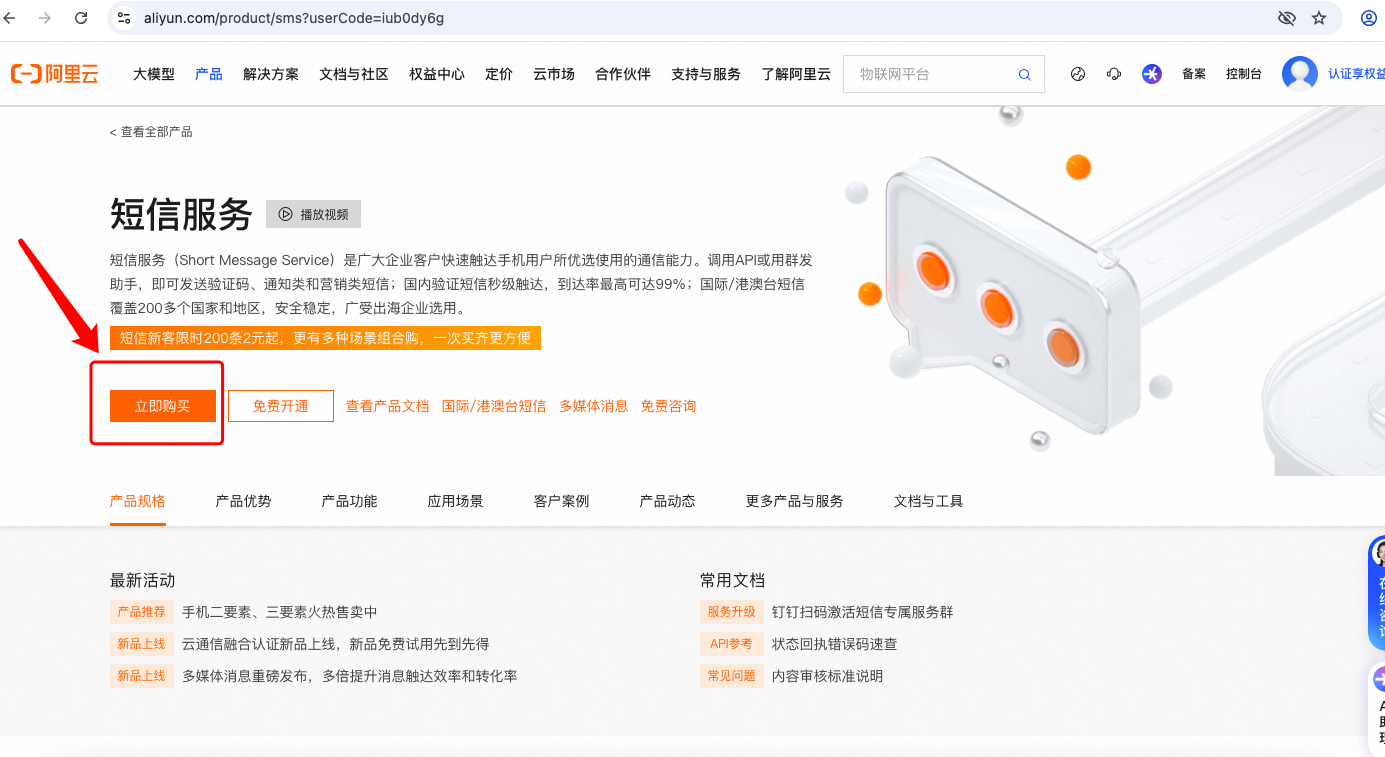 aliyun.com/product/sms?userCode=iub0dy6g
阿里云 大模型 产品 解决方案 文档与社区 权益中心 定价 云市场 合作伙伴 支持与服务 了解阿里云 物联网平台 备案 控制台 认证享权益
< 查看全部产品
短信服务 播放视频
短信服务（Short Message Service）是广大企业客户快速触达手机用户所优选使用的通信能力。调用API或用群发
助手，即可发送验证码、通知类和营销类短信；国内验证短信秒级触达，到达率最高可达99%；国际/港澳台短信
覆盖200多个国家和地区，安全稳定，广受出海企业选用。
短信新客限时200条2元起，更有多种场景组合购，一次买齐更方便
立即购买 免费开通 查看产品文档 国际/港澳台短信 多媒体消息 免费咨询
产品规格 产品优势 产品功能 应用场景 客户案例 产品动态 更多产品与服务 文档与工具
最新活动
产品推荐 手机二要素、三要素火热售卖中
新品上线 云通信融合认证新品上线，新品免费试用先到先得
新品上线 多媒体消息重磅发布，多倍提升消息触达效率和转化率
常用文档
服务升级 钉钉扫码激活短信专属服务群
API参考 状态回执错误码速查
常见问题 内容审核标准说明
在
线
咨